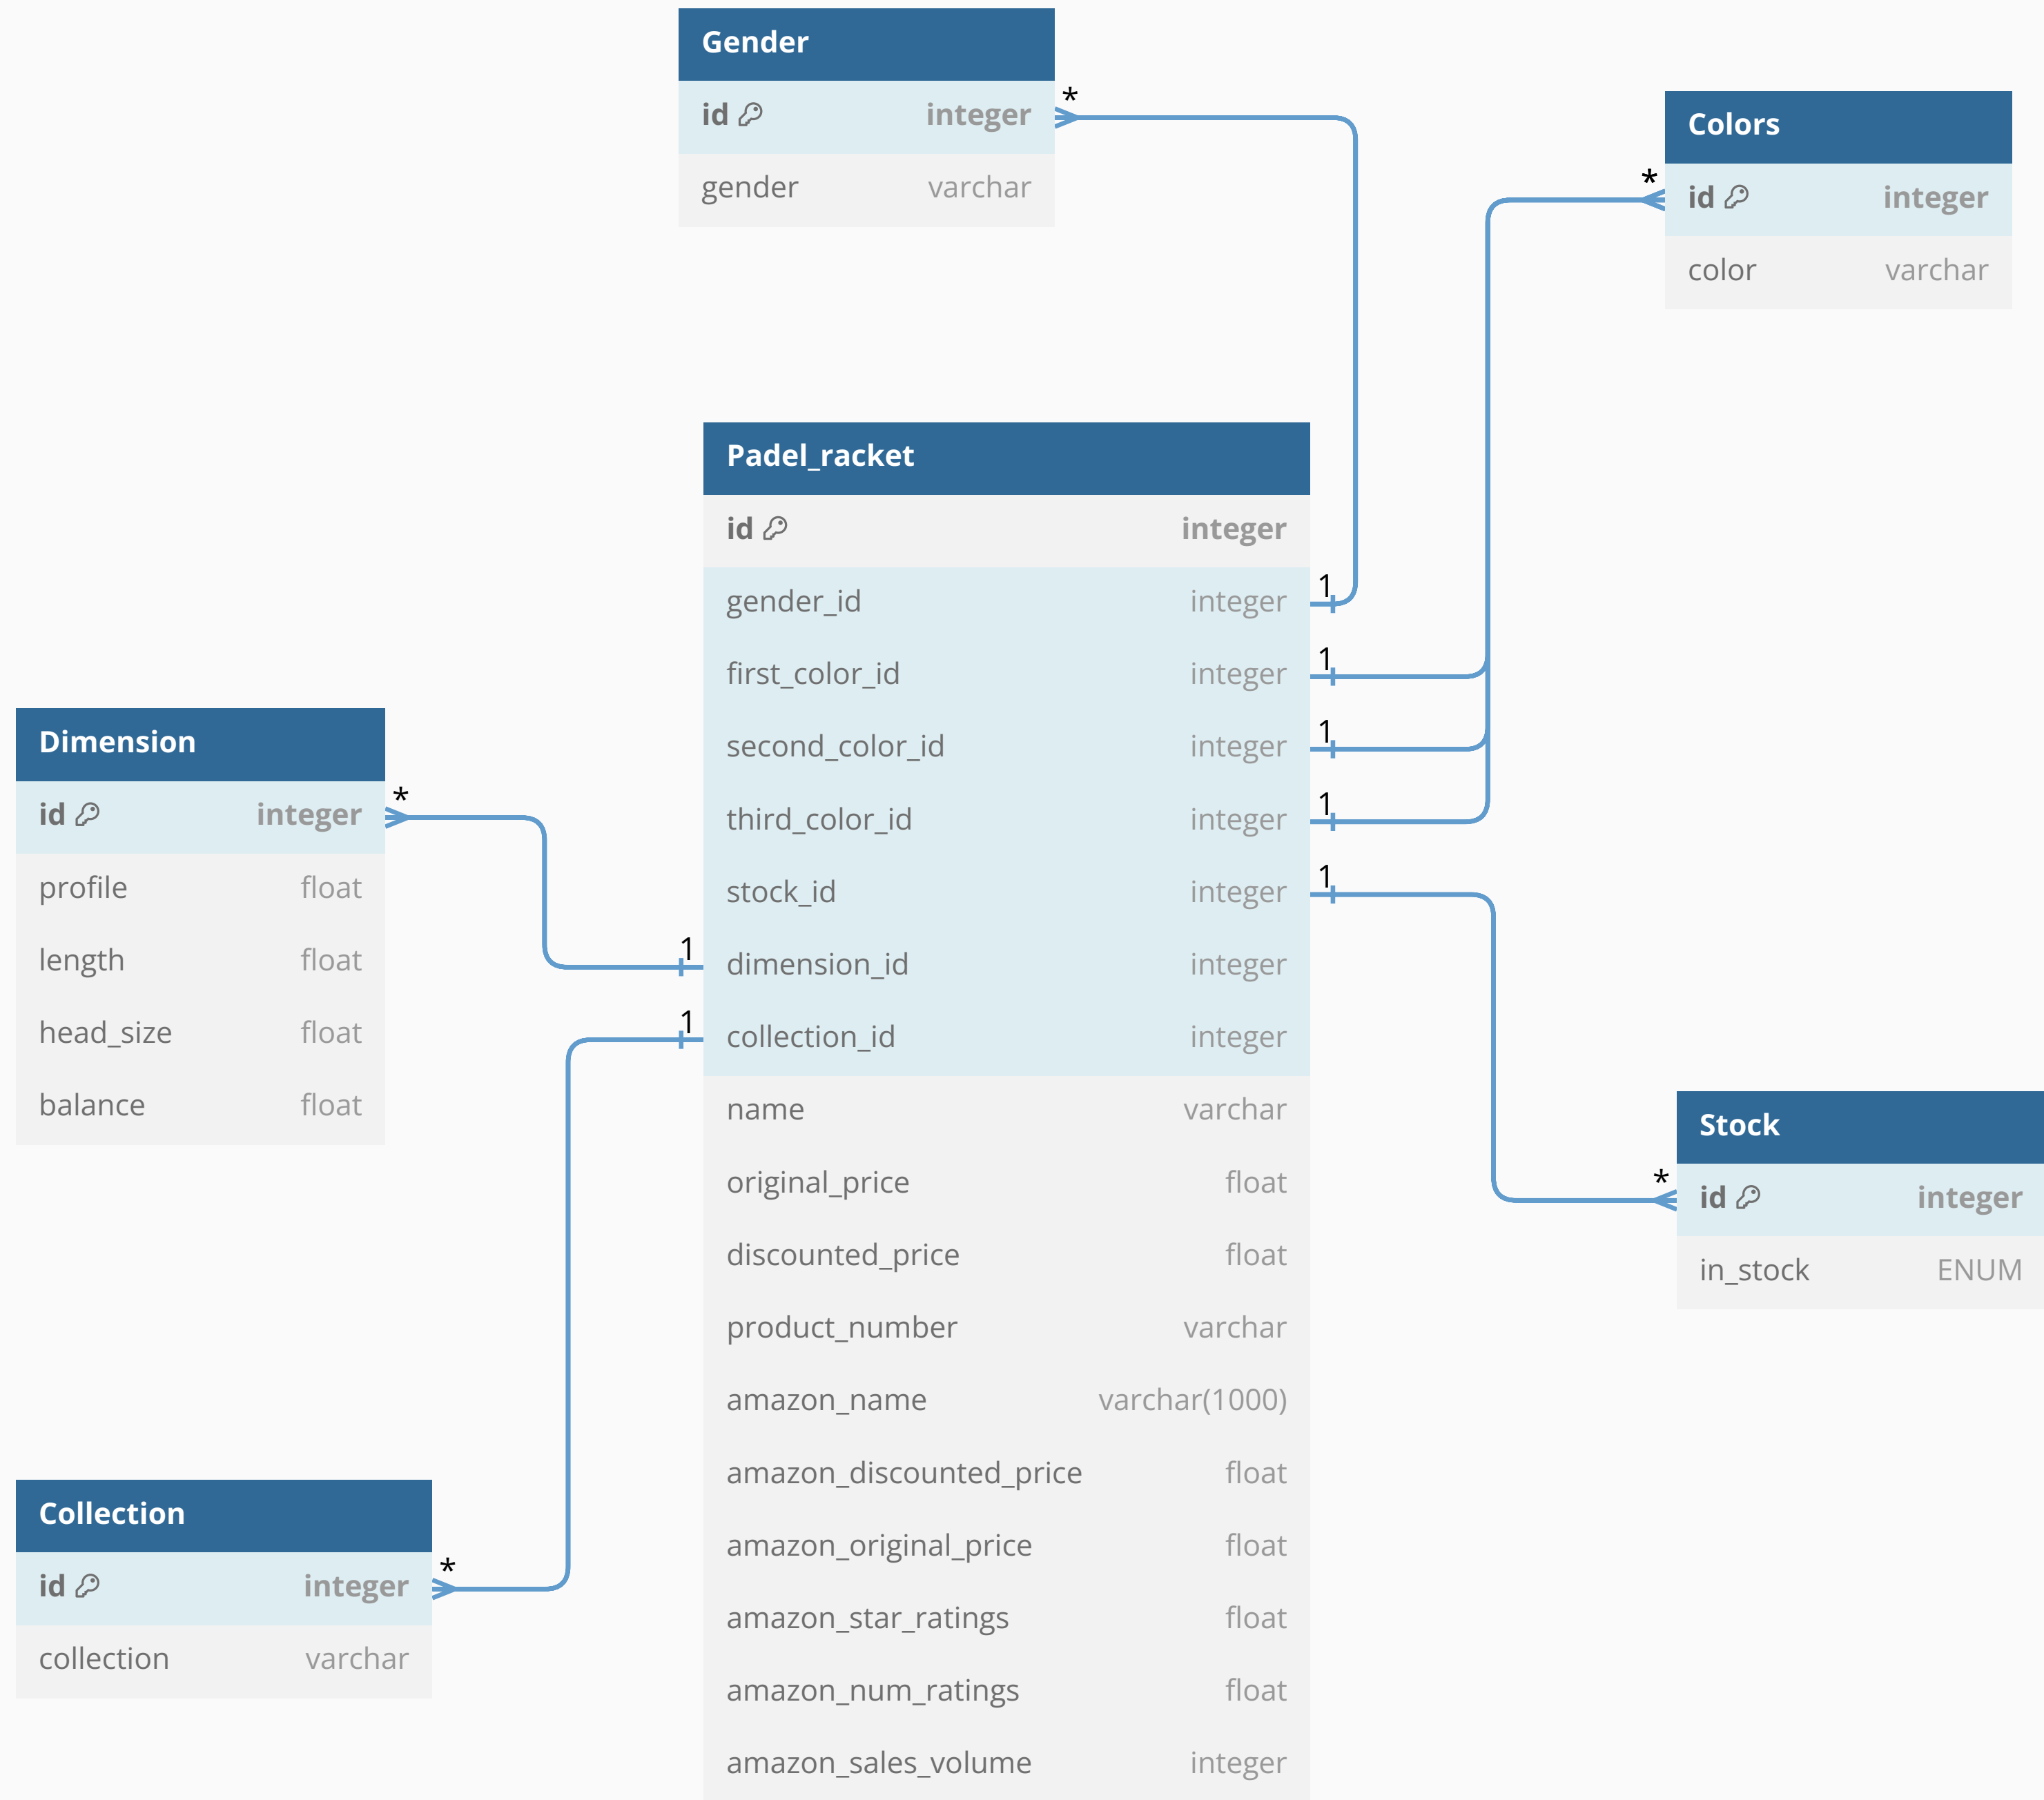 Gender
id integer
gender varchar
*
Colors
id integer
color varchar
*
Padel_racket
id integer
gender_id integer
1
first_color_id integer
1
second_color_id integer
1
third_color_id integer
1
stock_id integer
1
dimension_id integer
1
collection_id integer
1
name varchar
original_price float
discounted_price float
product_number varchar
amazon_name varchar(1000)
amazon_discounted_price float
amazon_original_price float
amazon_star_ratings float
amazon_num_ratings float
amazon_sales_volume integer
Dimension
id integer
*
profile float
length float
head_size float
balance float
Stock
id integer
*
in_stock ENUM
Collection
id integer
*
collection varchar